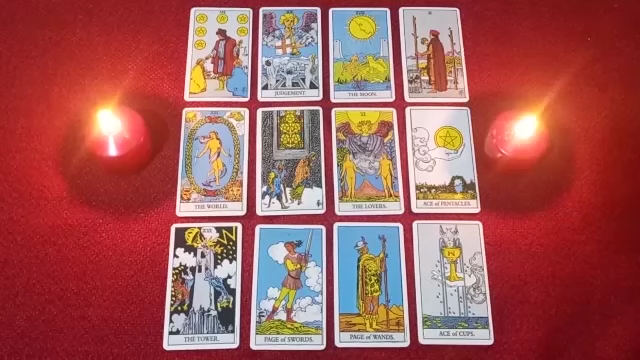 JUDGEMENT.
THE MOON.
THE WORLD.
THE LOVERS.
ACE of PENTACLES.
THE TOWER.
PAGE of SWORDS.
PAGE of WANDS.
ACE of CUPS.